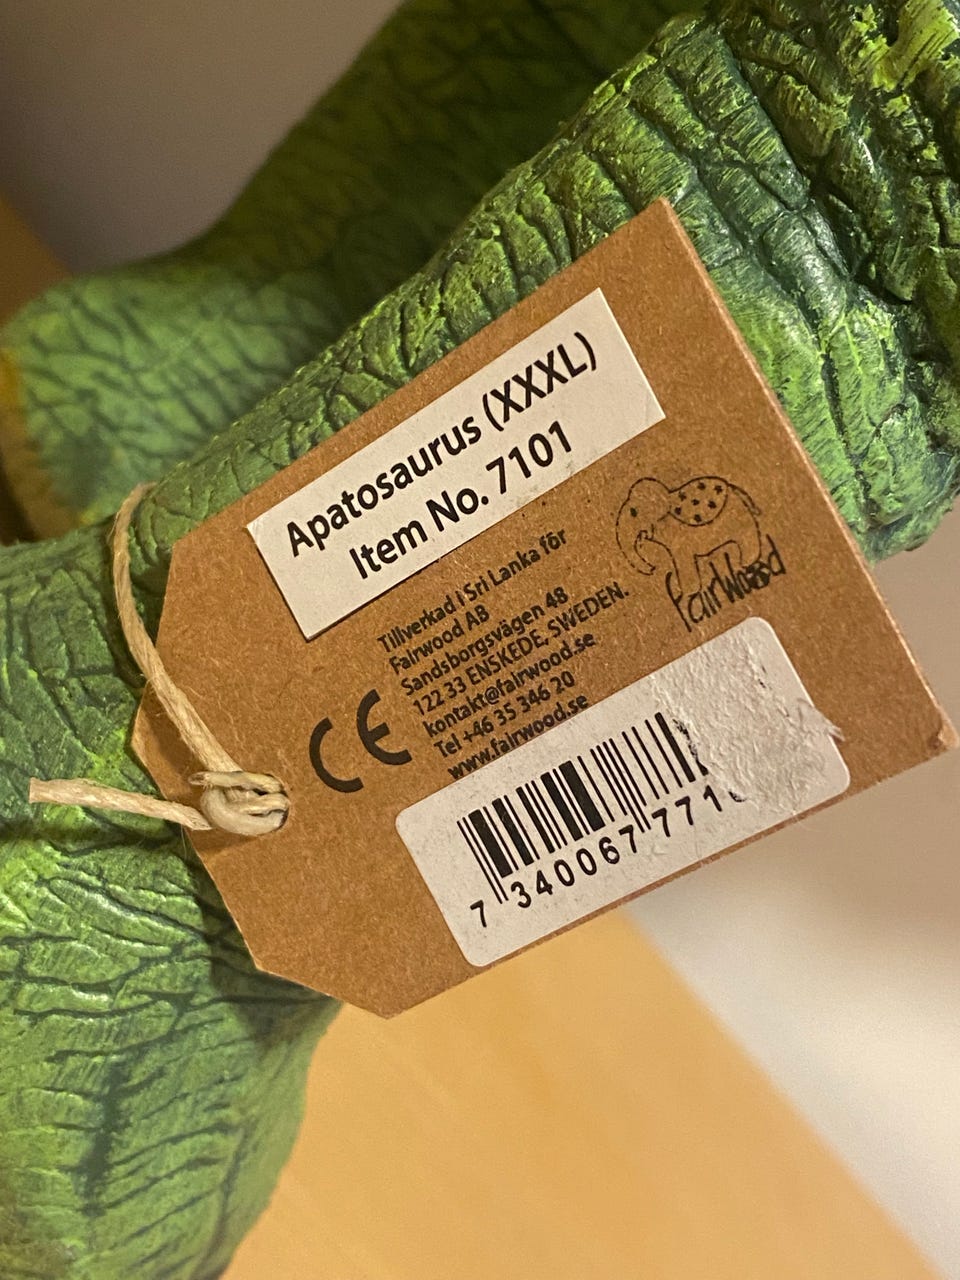 Apatosaurus (XXXL)
Item No. 7101
Tillverkad i Sri Lanka för
Fairwood AB
Sandsborgsvägen 48
122 33 ENSKEDE, SWEDEN.
kontakt@fairwood.se
Tel +46 35 346 20
www.fairwood.se
CE
FairWood
7 340067 771